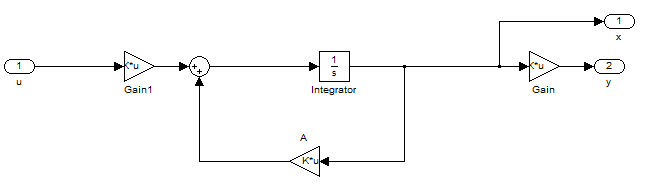 1
x
1
u
K*u
Gain1
+
+
1
s
Integrator
K*u
Gain
2
y
A
K*u